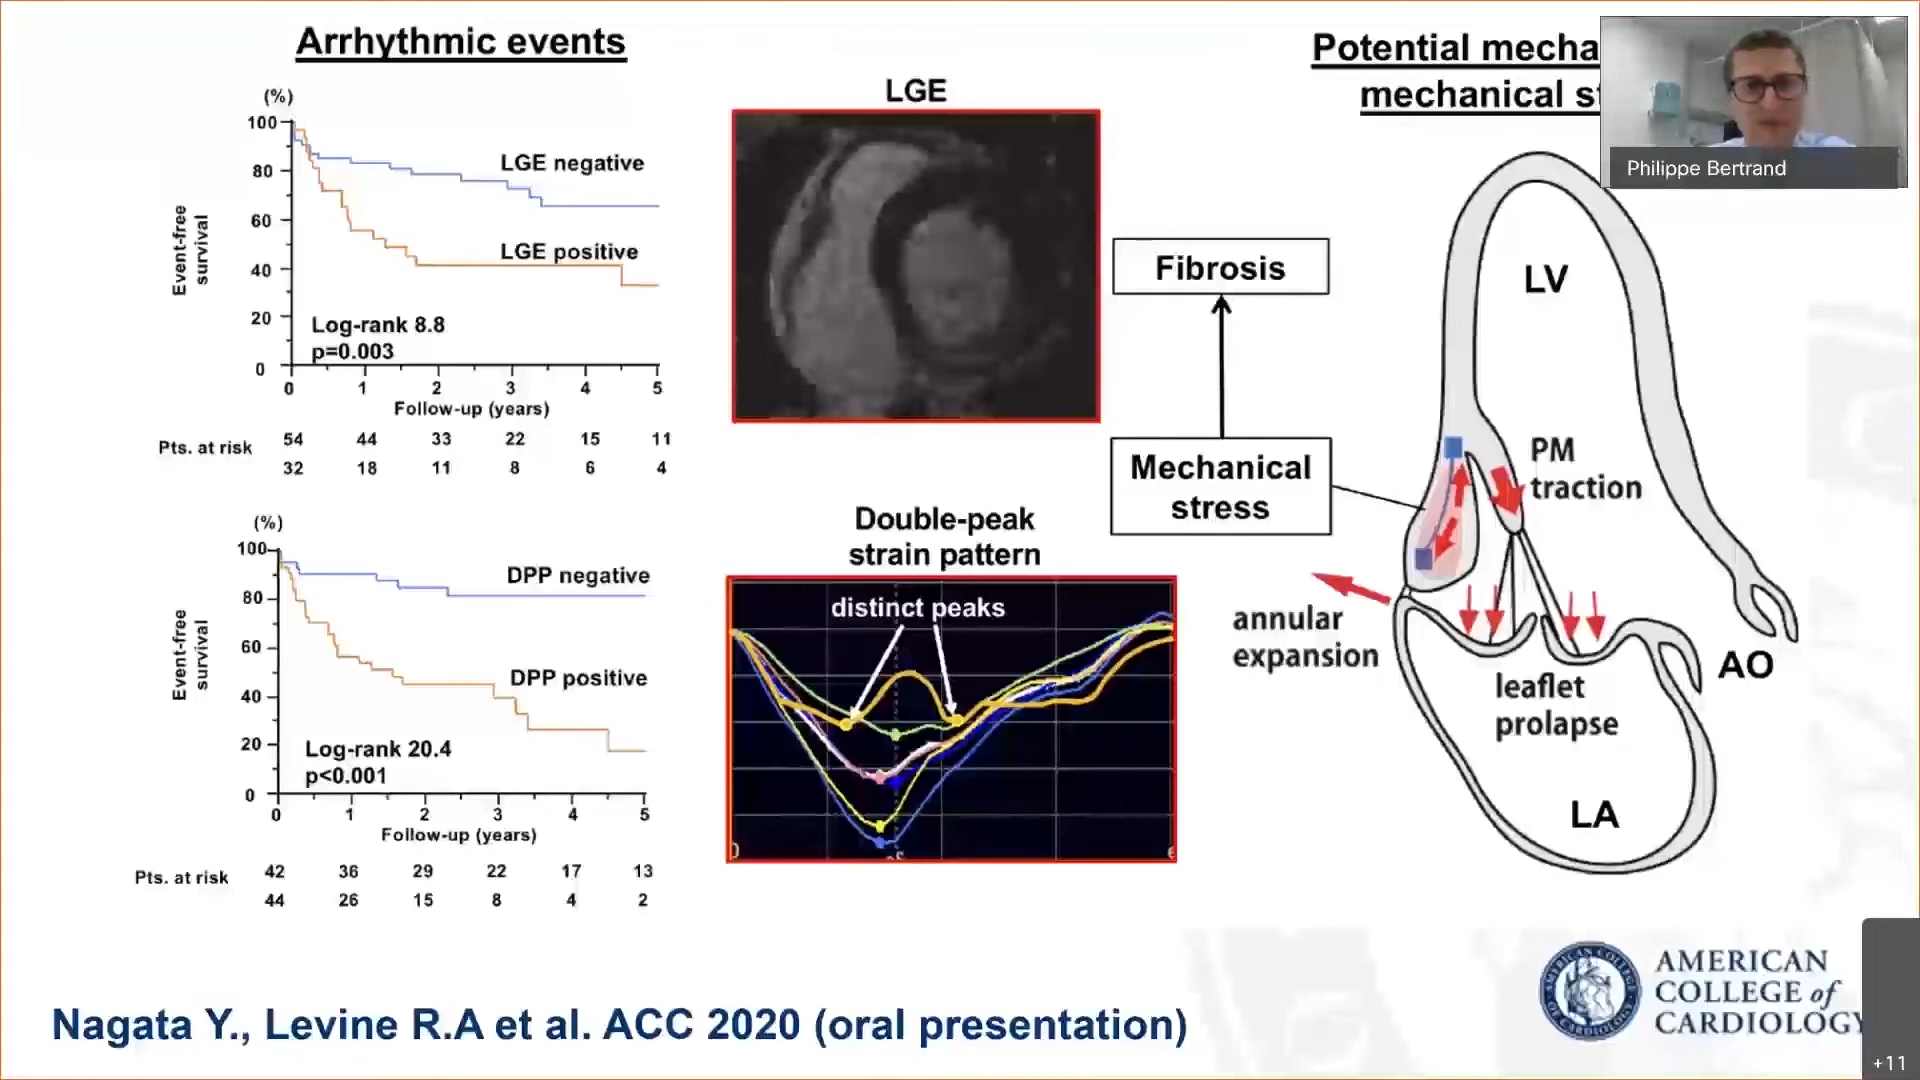 Arrhythmic events
(%)
100
80
60
40
20
0
Event-free
survival
LGE negative
LGE positive
Log-rank 8.8
p=0.003
0 1 2 3 4 5
Follow-up (years)
Pts. at risk
54 44 33 22 15 11
32 18 11 8 6 4
(%)
100
80
60
40
20
0
Event-free
survival
DPP negative
DPP positive
Log-rank 20.4
p<0.001
0 1 2 3 4 5
Follow-up (years)
Pts. at risk
42 36 29 22 17 13
44 26 15 8 4 2
LGE
Double-peak
strain pattern
distinct peaks
Fibrosis
Mechanical
stress
Potential mecha
mechanical s
Philippe Bertrand
LV
PM
traction
annular
expansion
leaflet
prolapse
AO
LA
Nagata Y., Levine R.A et al. ACC 2020 (oral presentation)
AMERICAN
COLLEGE of
CARDIOLOGY
+11